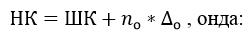 НК = ШК + nₒ * Δₒ , онда: